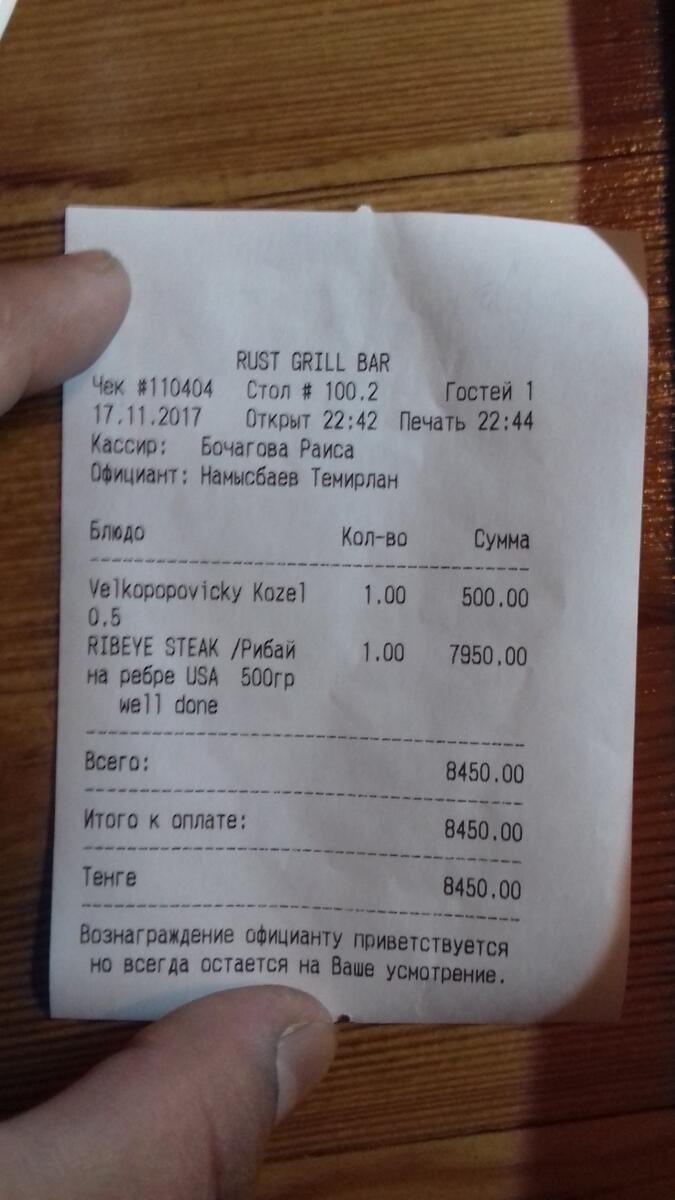 RUST GRILL BAR
Чек #110404 Стол # 100.2 Гостей 1
17.11.2017 Открыт 22:42 Печать 22:44
Кассир: Бочагова Раиса
Официант: Намысбаев Темирлан
Блюдо Кол-во Сумма
Velkopopovicky Kozel 1.00 500.00
0.5
RIBEYE STEAK /Рибай 1.00 7950.00
на ребре USA 500гр
well done
Всего: 8450.00
Итого к оплате: 8450.00
Тенге 8450.00
Вознаграждение официанту приветствуется
но всегда остается на Ваше усмотрение.